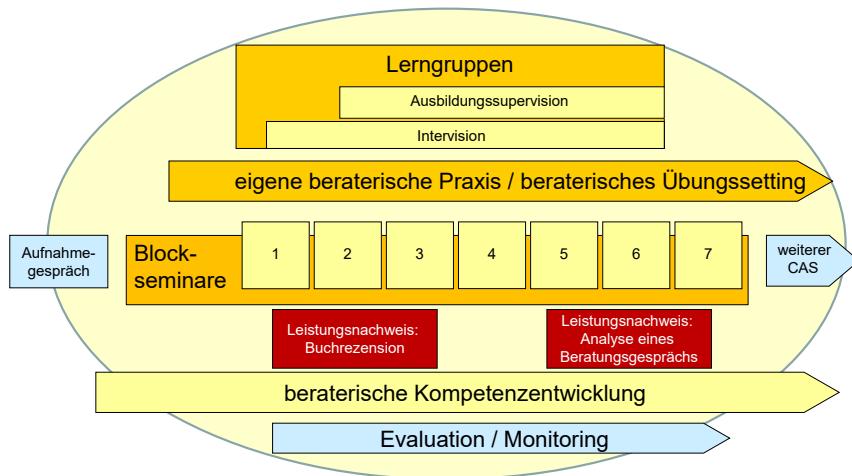 Lerngruppen
Ausbildungssupervision
Intervision
eigene beraterische Praxis / beraterisches Übungssetting
Aufnahme-
gespräch
Block-
seminare
1
2
3
4
5
6
7
weiterer
CAS
Leistungsnachweis:
Buchrezension
Leistungsnachweis:
Analyse eines
Beratungsgesprächs
beraterische Kompetenzentwicklung
Evaluation / Monitoring